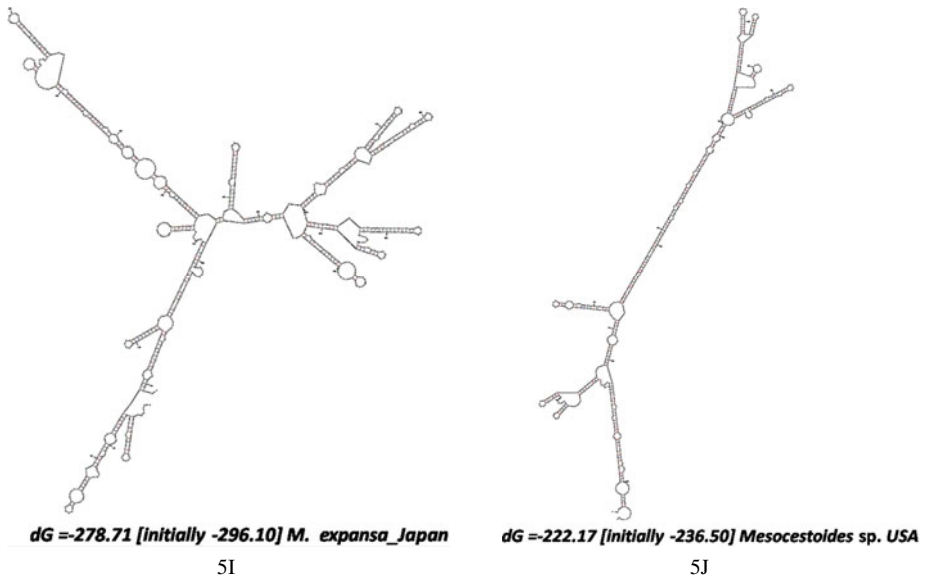 dG =-278.71 [initially -296.10] M. expansa_Japan
dG =-222.17 [initially -236.50] Mesocestoides sp. USA
5I
5J